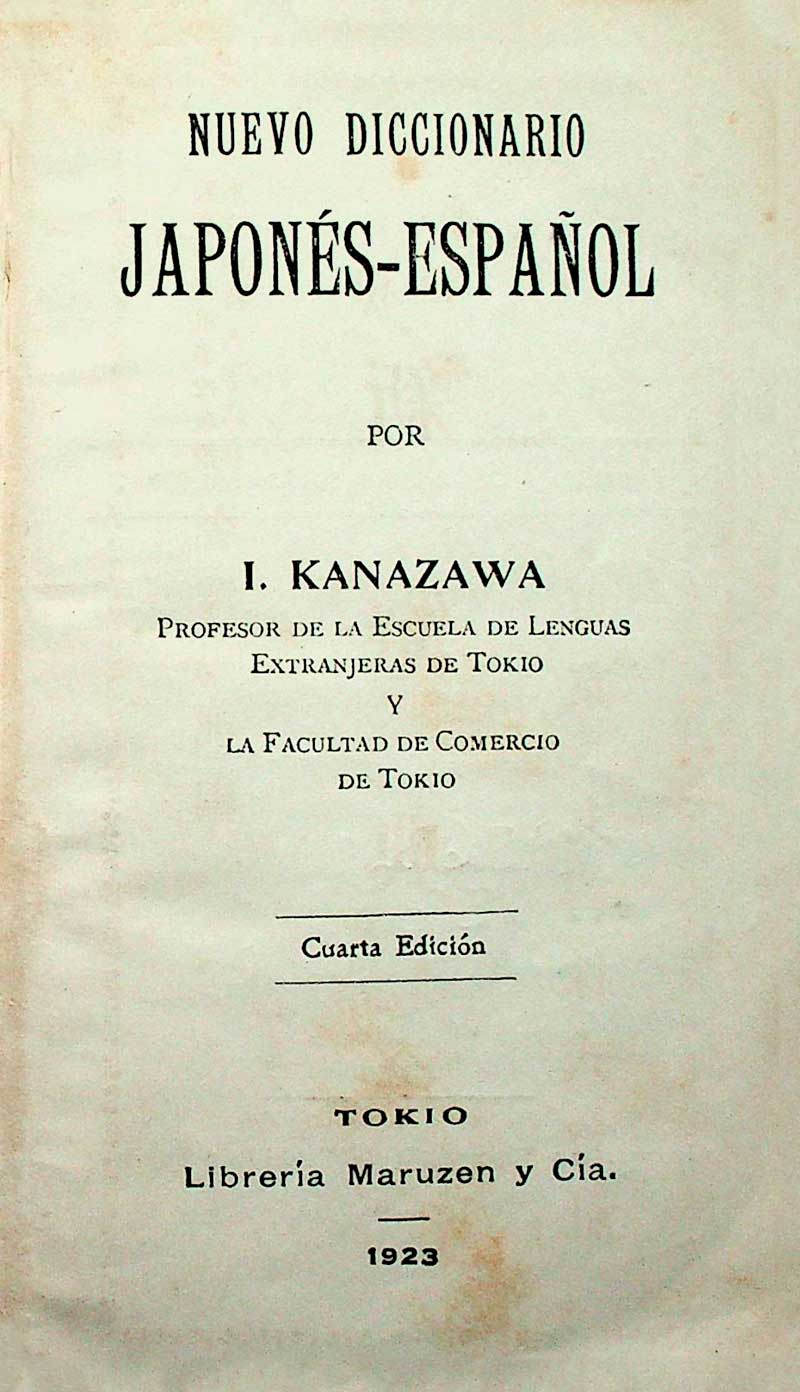 NUEVO DICCIONARIO
JAPONÉS-ESPAÑOL
POR
I. KANAZAWA
PROFESOR DE LA ESCUELA DE LENGUAS
EXTRANJERAS DE TOKIO
Y
LA FACULTAD DE COMERCIO
DE TOKIO
Cuarta Edición
TOKIO
Librería Maruzen y Cía.
1923